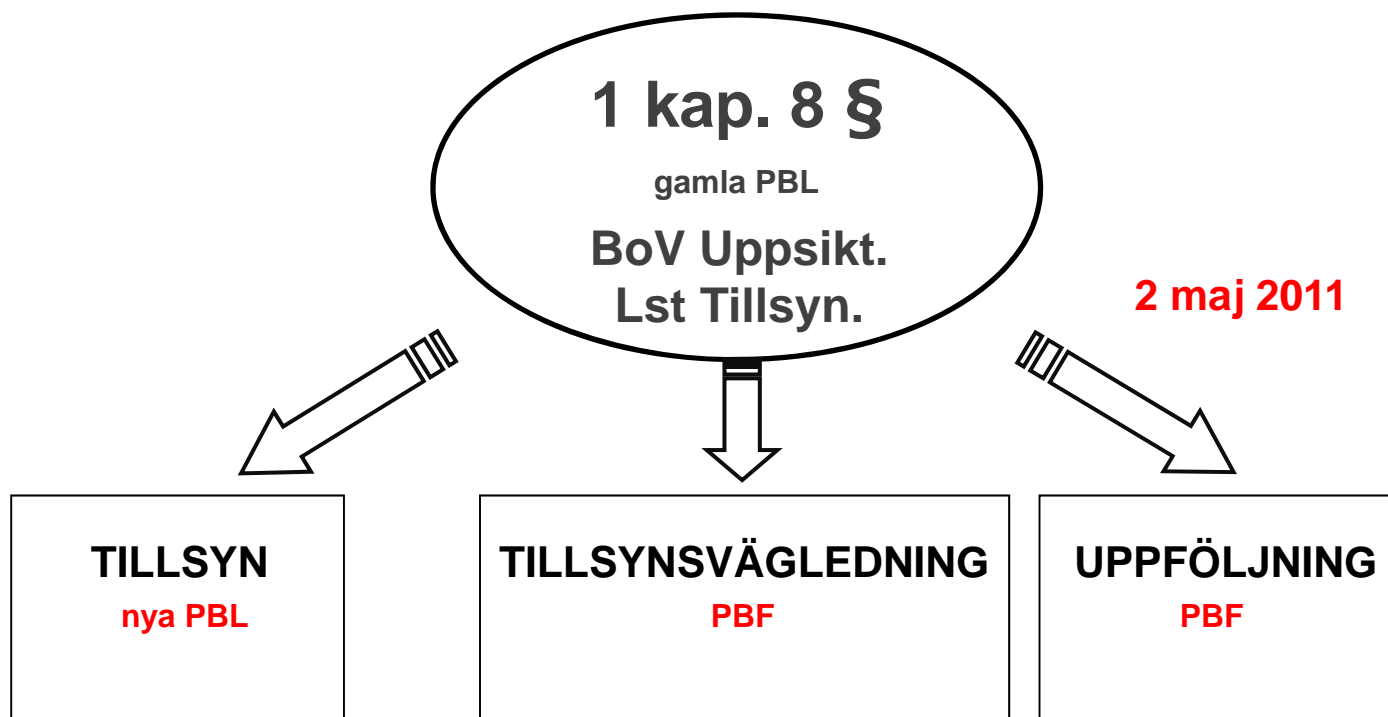 1 kap. 8 §
gamla PBL
BoV Uppsikt.
Lst Tillsyn.
2 maj 2011
TILLSYN
nya PBL
TILLSYNSVÄGLEDNING
PBF
UPPFÖLJNING
PBF